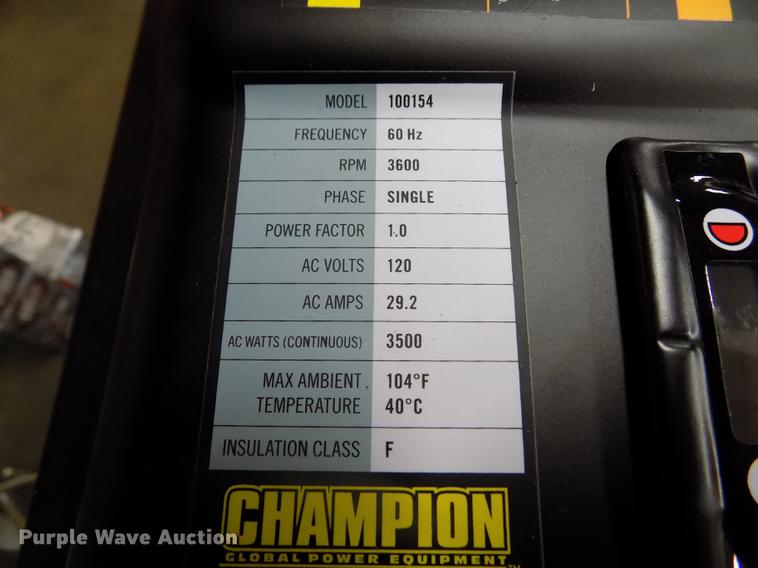 MODEL 100154
FREQUENCY 60 Hz
RPM 3600
PHASE SINGLE
POWER FACTOR 1.0
AC VOLTS 120
AC AMPS 29.2
AC WATTS (CONTINUOUS) 3500
MAX AMBIENT 104°F
TEMPERATURE 40°C
INSULATION CLASS F
CHAMPION
GLOBAL POWER EQUIPMENT™
Purple Wave Auction